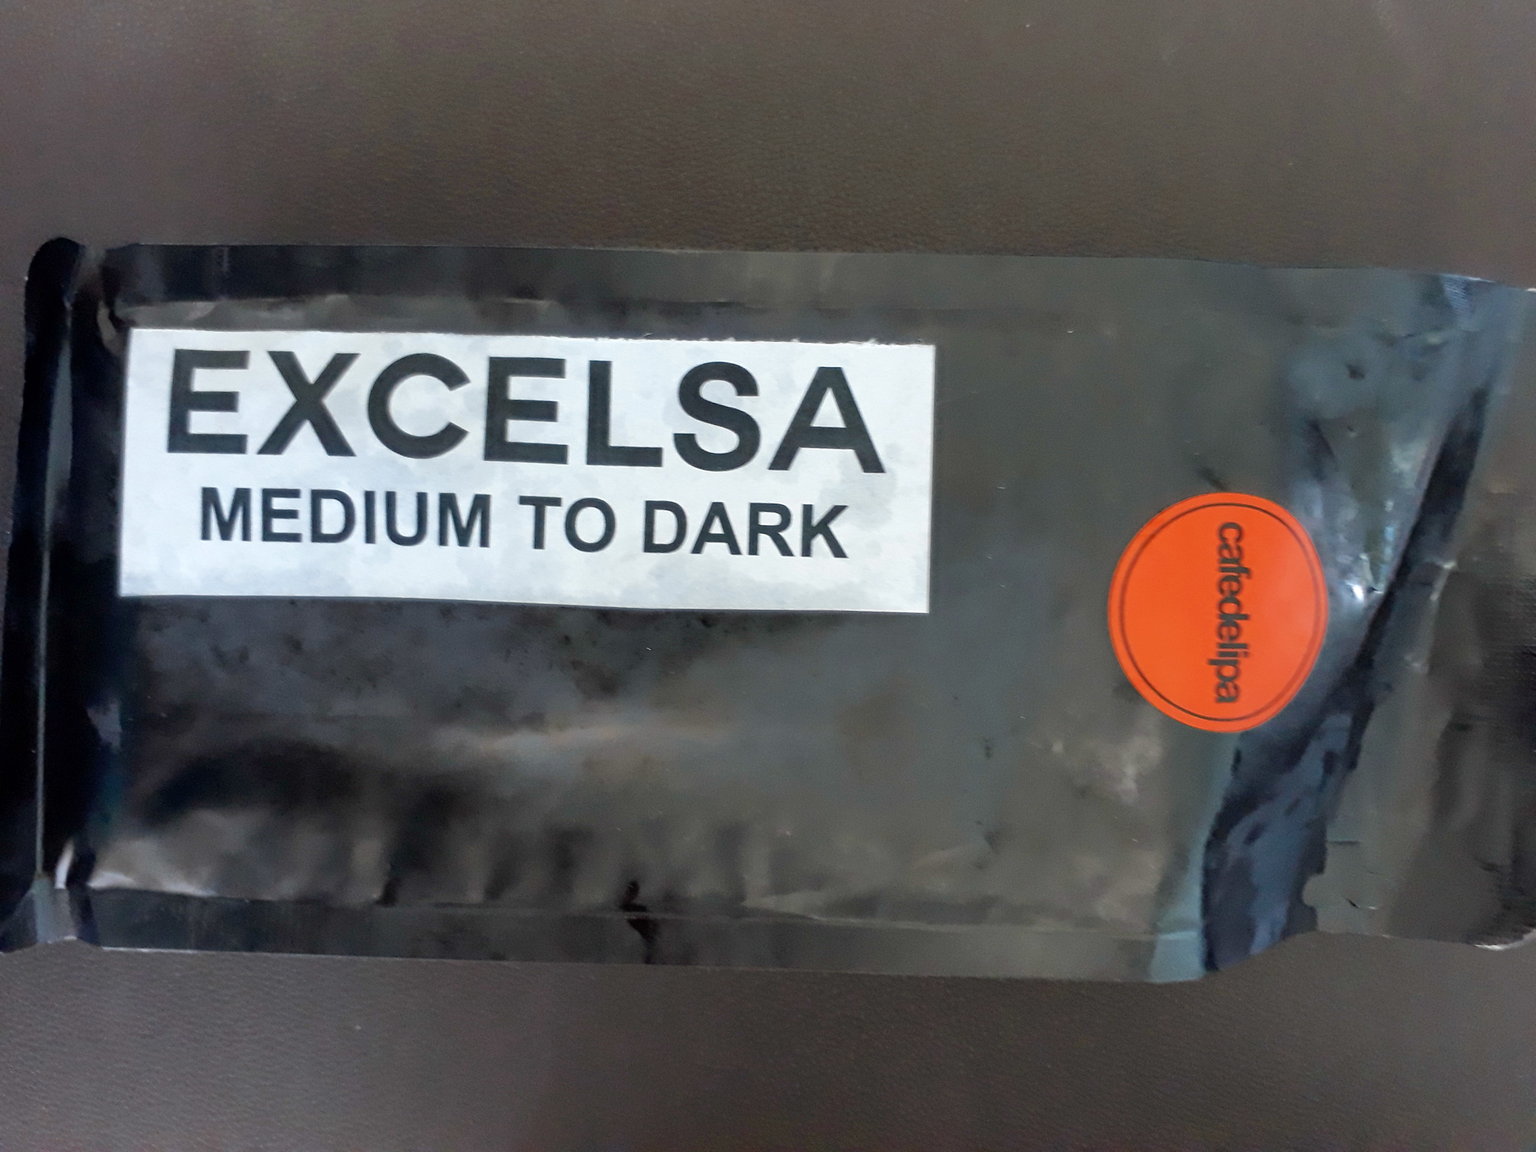 EXCELSA
MEDIUM TO DARK
cafedelipa